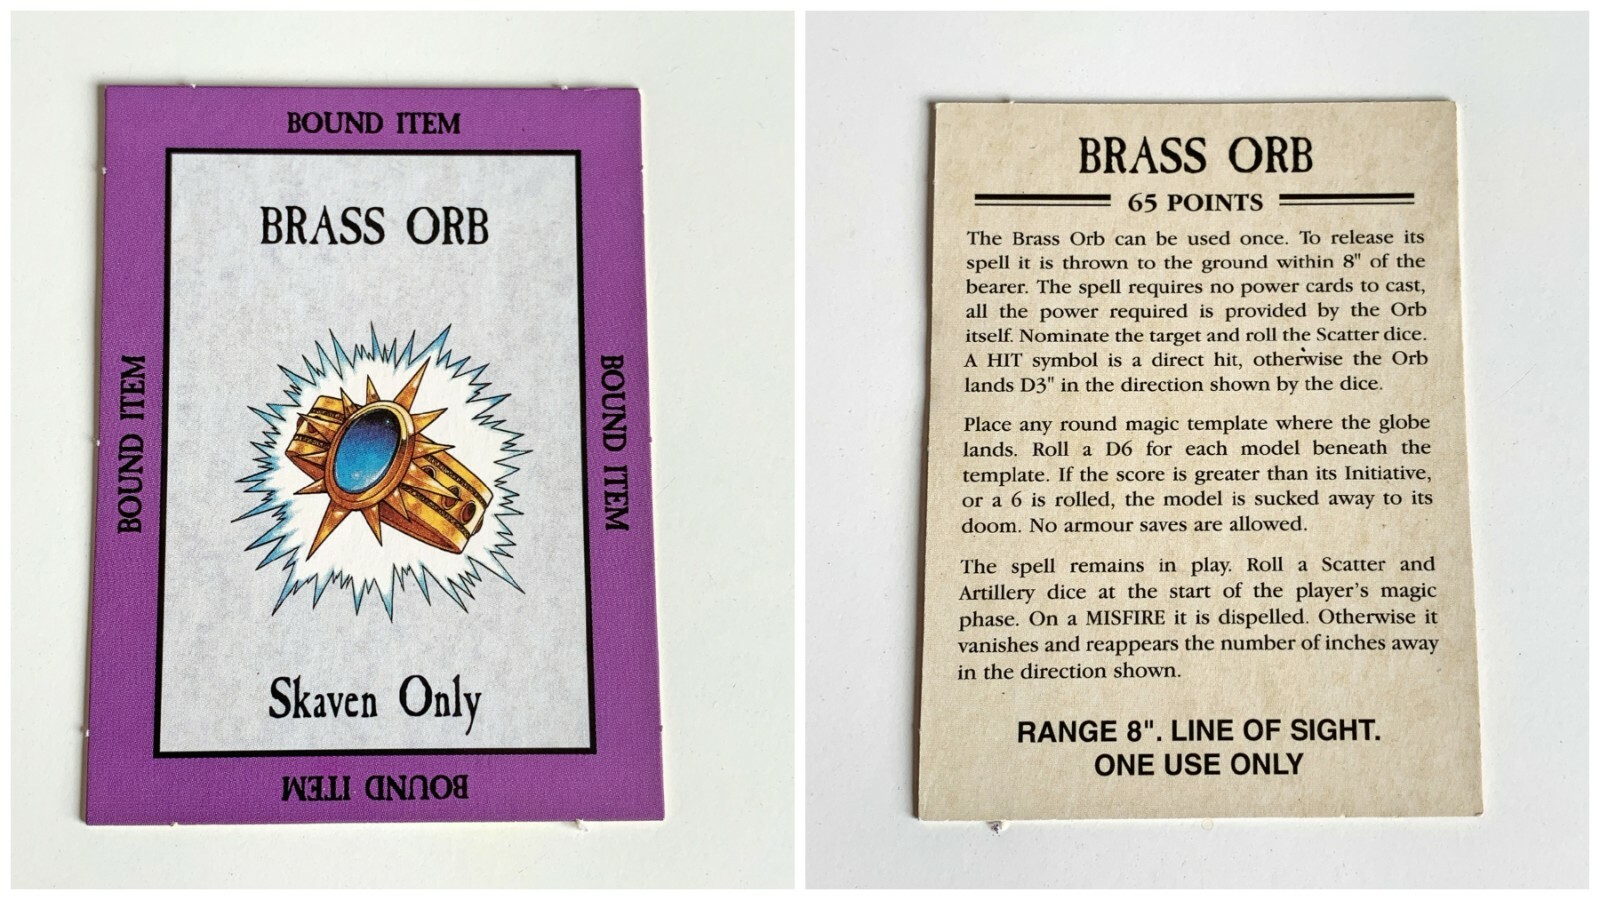 BOUND ITEM
BRASS ORB
BOUND ITEM
BOUND ITEM
Skaven Only
BOUND ITEM
BRASS ORB
65 POINTS
The Brass Orb can be used once. To release its
spell it is thrown to the ground within 8" of the
bearer. The spell requires no power cards to cast,
all the power required is provided by the Orb
itself. Nominate the target and roll the Scatter dice.
A HIT symbol is a direct hit, otherwise the Orb
lands D3" in the direction shown by the dice.
Place any round magic template where the globe
lands. Roll a D6 for each model beneath the
template. If the score is greater than its Initiative,
or a 6 is rolled, the model is sucked away to its
doom. No armour saves are allowed.
The spell remains in play. Roll a Scatter and
Artillery dice at the start of the player's magic
phase. On a MISFIRE it is dispelled. Otherwise it
vanishes and reappears the number of inches away
in the direction shown.
RANGE 8". LINE OF SIGHT.
ONE USE ONLY